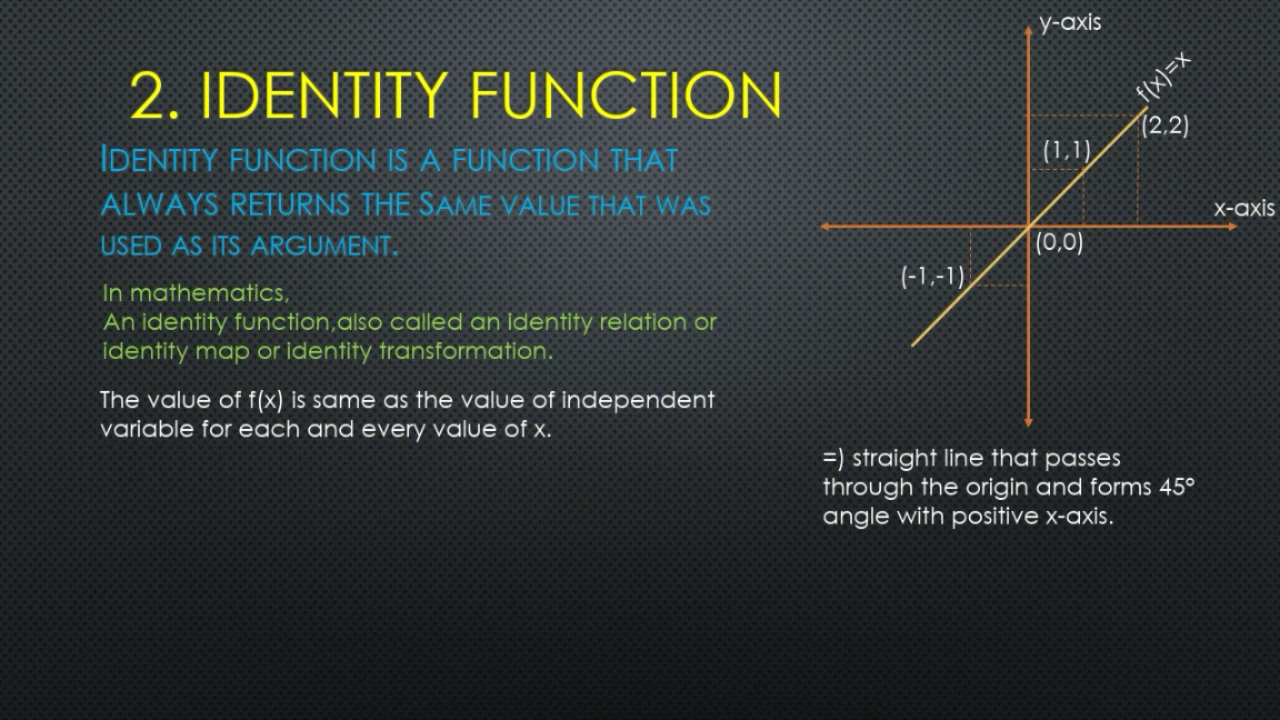 2. IDENTITY FUNCTION
IDENTITY FUNCTION IS A FUNCTION THAT
ALWAYS RETURNS THE SAME VALUE THAT WAS
USED AS ITS ARGUMENT.
In mathematics,
An identity function,also called an identity relation or
identity map or identity transformation.
The value of f(x) is same as the value of independent
variable for each and every value of x.
y-axis
f(x)=x
(2,2)
(1,1)
x-axis
(0,0)
(-1,-1)
=) straight line that passes
through the origin and forms 45°
angle with positive x-axis.